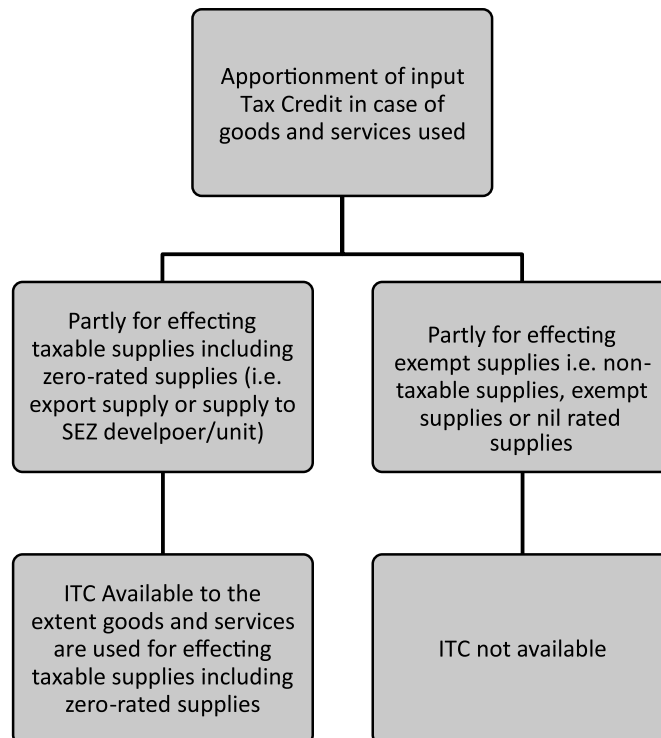 Apportionment of input
Tax Credit in case of
goods and services used
Partly for effecting
taxable supplies including
zero-rated supplies (i.e.
export supply or supply to
SEZ develpoer/unit)
Partly for effecting
exempt supplies i.e. non-
taxable supplies, exempt
supplies or nil rated
supplies
ITC Available to the
extent goods and services
are used for effecting
taxable supplies including
zero-rated supplies
ITC not available